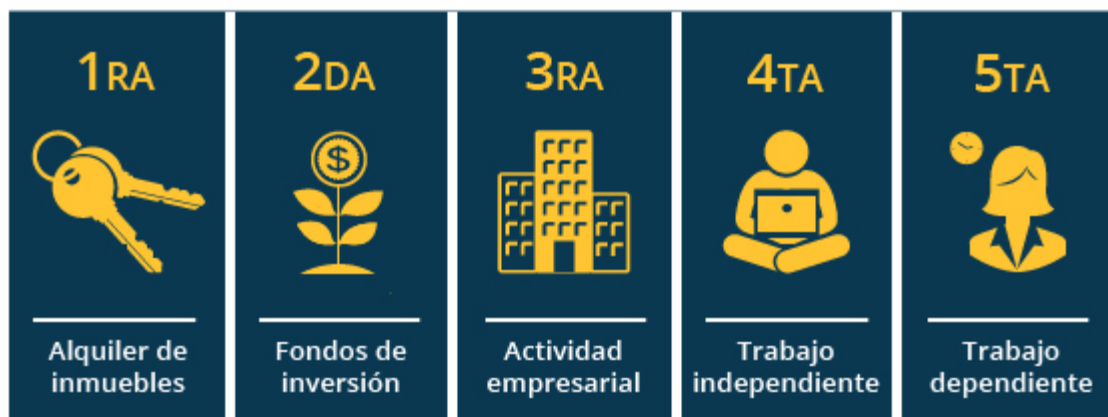 1RA
Alquiler de
inmuebles
2DA
$
Fondos de
inversión
3RA
Actividad
empresarial
4TA
Trabajo
independiente
5TA
Trabajo
dependiente